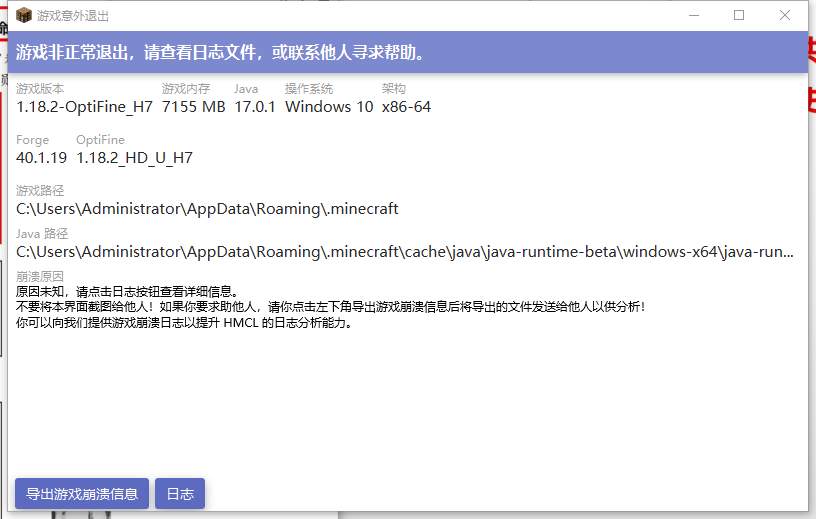 游戏意外退出
游戏非正常退出，请查看日志文件，或联系他人寻求帮助。
游戏版本 游戏内存 Java 操作系统 架构
1.18.2-OptiFine_H7 7155 MB 17.0.1 Windows 10 x86-64
Forge OptiFine
40.1.19 1.18.2_HD_U_H7
游戏路径
C:\Users\Administrator\AppData\Roaming\.minecraft
Java 路径
C:\Users\Administrator\AppData\Roaming\.minecraft\cache\java\java-runtime-beta\windows-x64\java-run...
崩溃原因
原因未知，请点击日志按钮查看详细信息。
不要将本界面截图给他人！如果你要求助他人，请你点击左下角导出游戏崩溃信息后将导出的文件发送给他人以供分析！
你可以向我们提供游戏崩溃日志以提升 HMCL 的日志分析能力。
导出游戏崩溃信息 日志